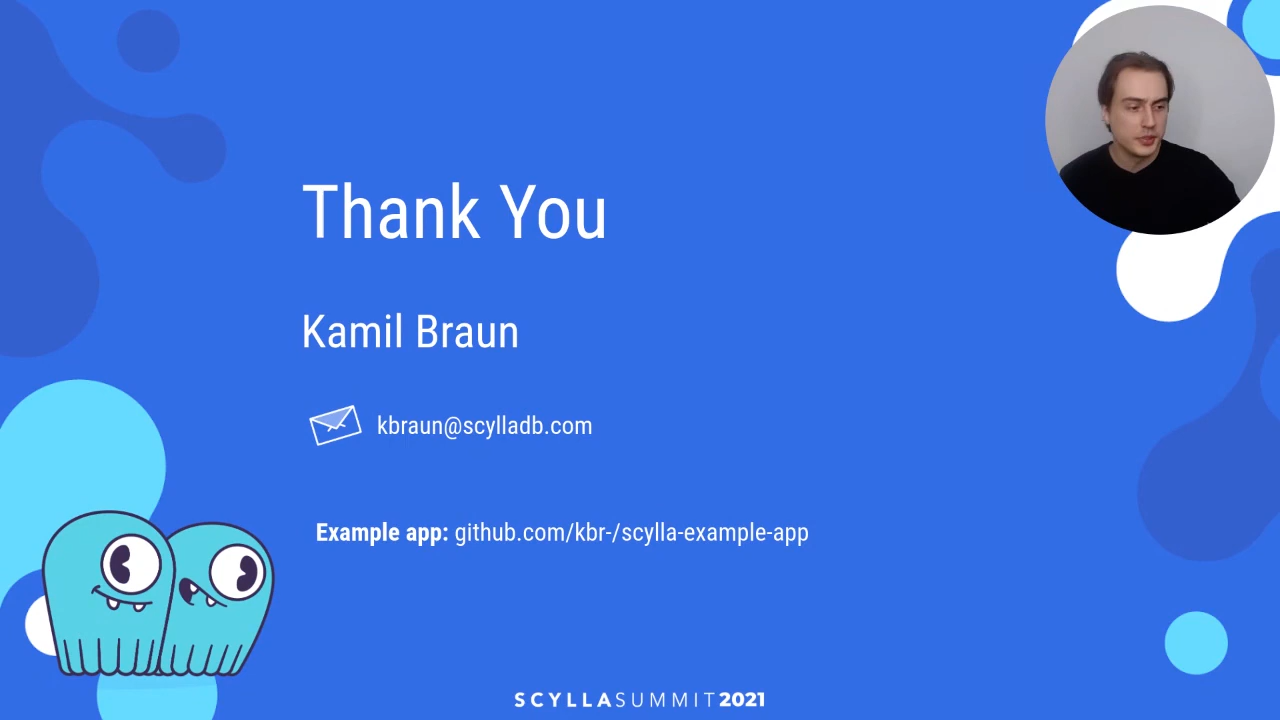 Thank You
Kamil Braun
kbraun@scylladb.com
Example app: github.com/kbr-/scylla-example-app
SCYLLASUMMIT2021